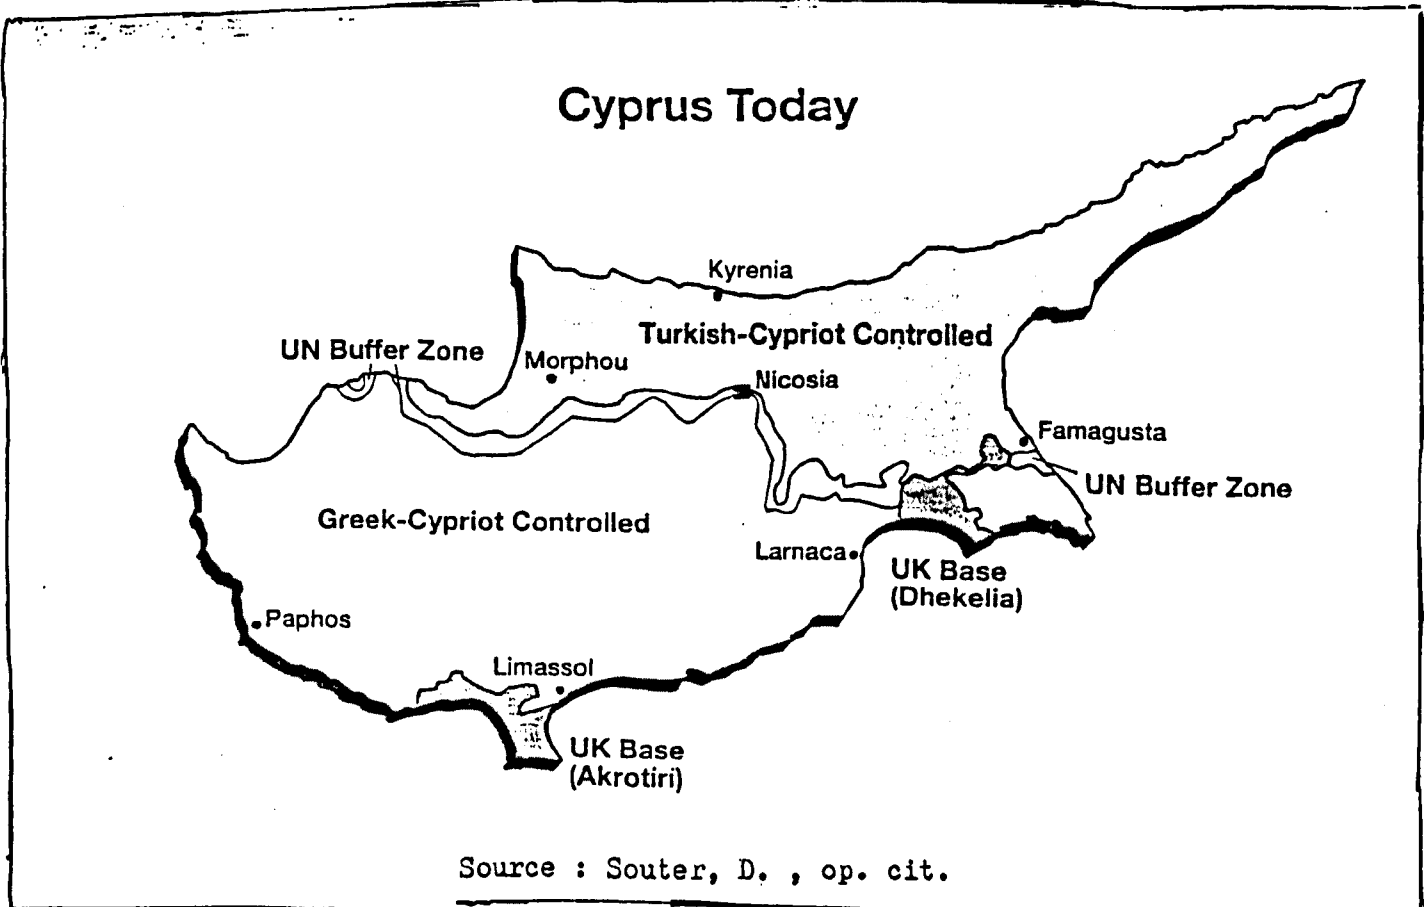 Cyprus Today
Kyrenia
Turkish-Cypriot Controlled
UN Buffer Zone
Morphou
Nicosia
Famagusta
UN Buffer Zone
Greek-Cypriot Controlled
Larnaca
UK Base
(Dhekelia)
Paphos
Limassol
UK Base
(Akrotiri)
Source : Souter, D. , op. cit.